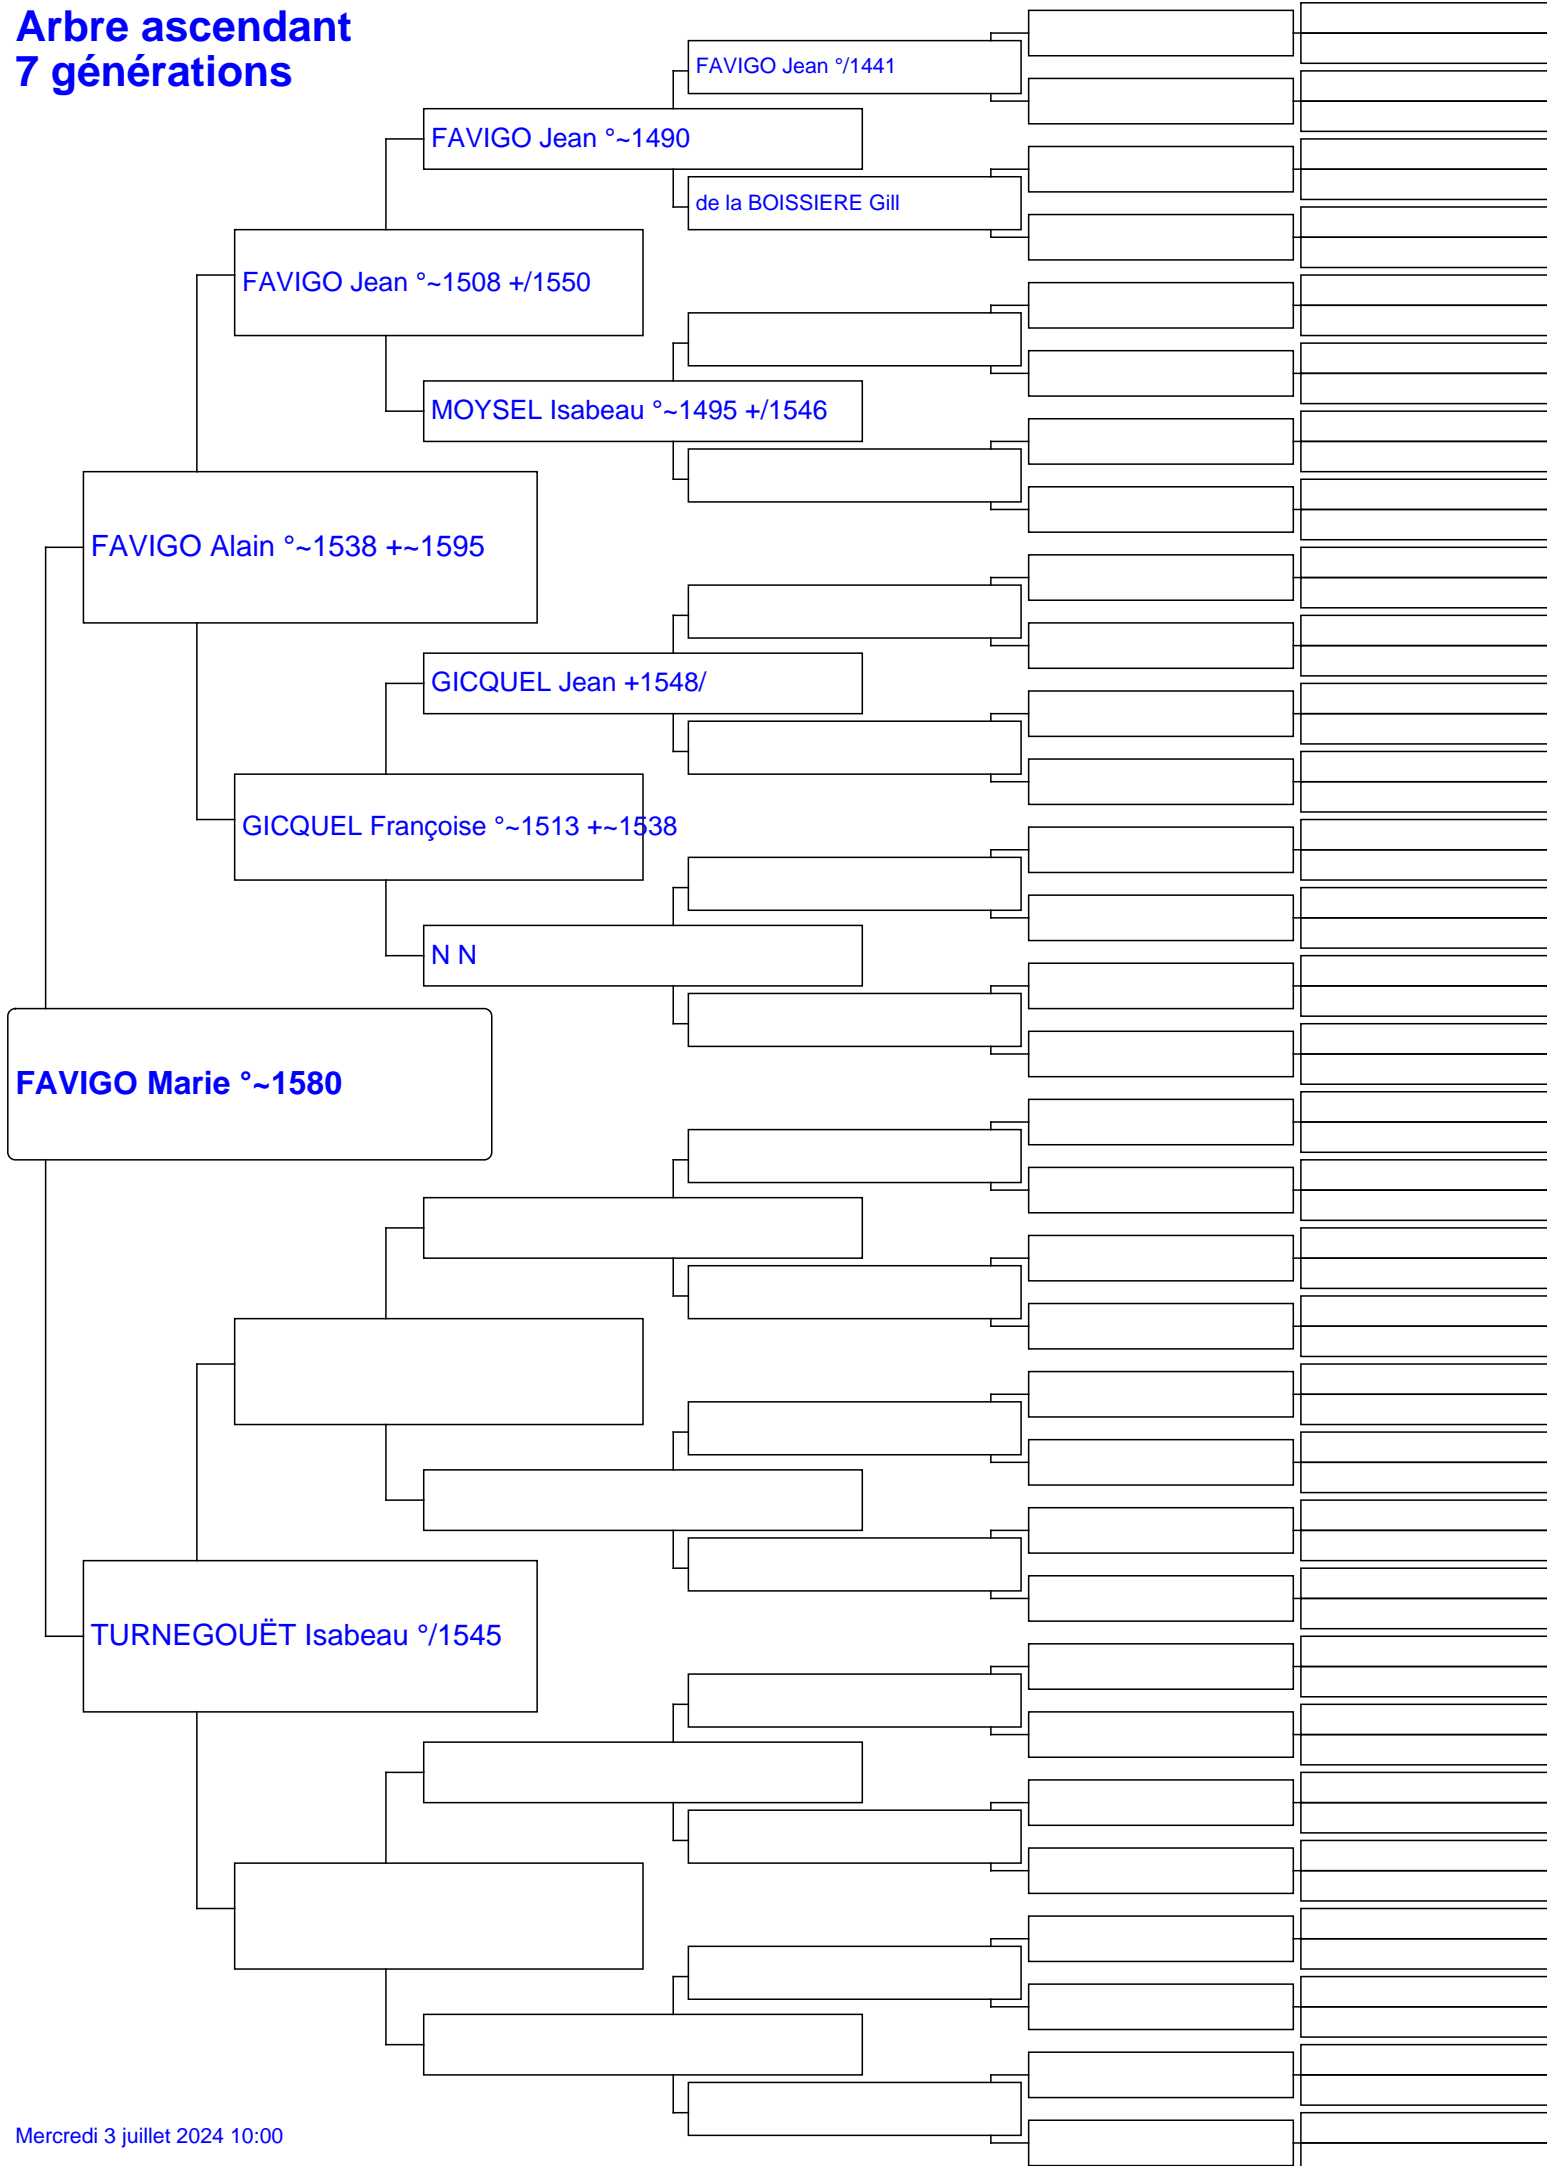 Arbre ascendant
7 générations
FAVIGO Jean °/1441
FAVIGO Jean °~1490
de la BOISSIERE Gill
FAVIGO Jean °~1508 +/1550
MOYSEL Isabeau °~1495 +/1546
FAVIGO Alain °~1538 +~1595
GICQUEL Jean +1548/
GICQUEL Françoise °~1513 +~1538
N N
FAVIGO Marie °~1580
TURNEGOUËT Isabeau °/1545
Mercredi 3 juillet 2024 10:00